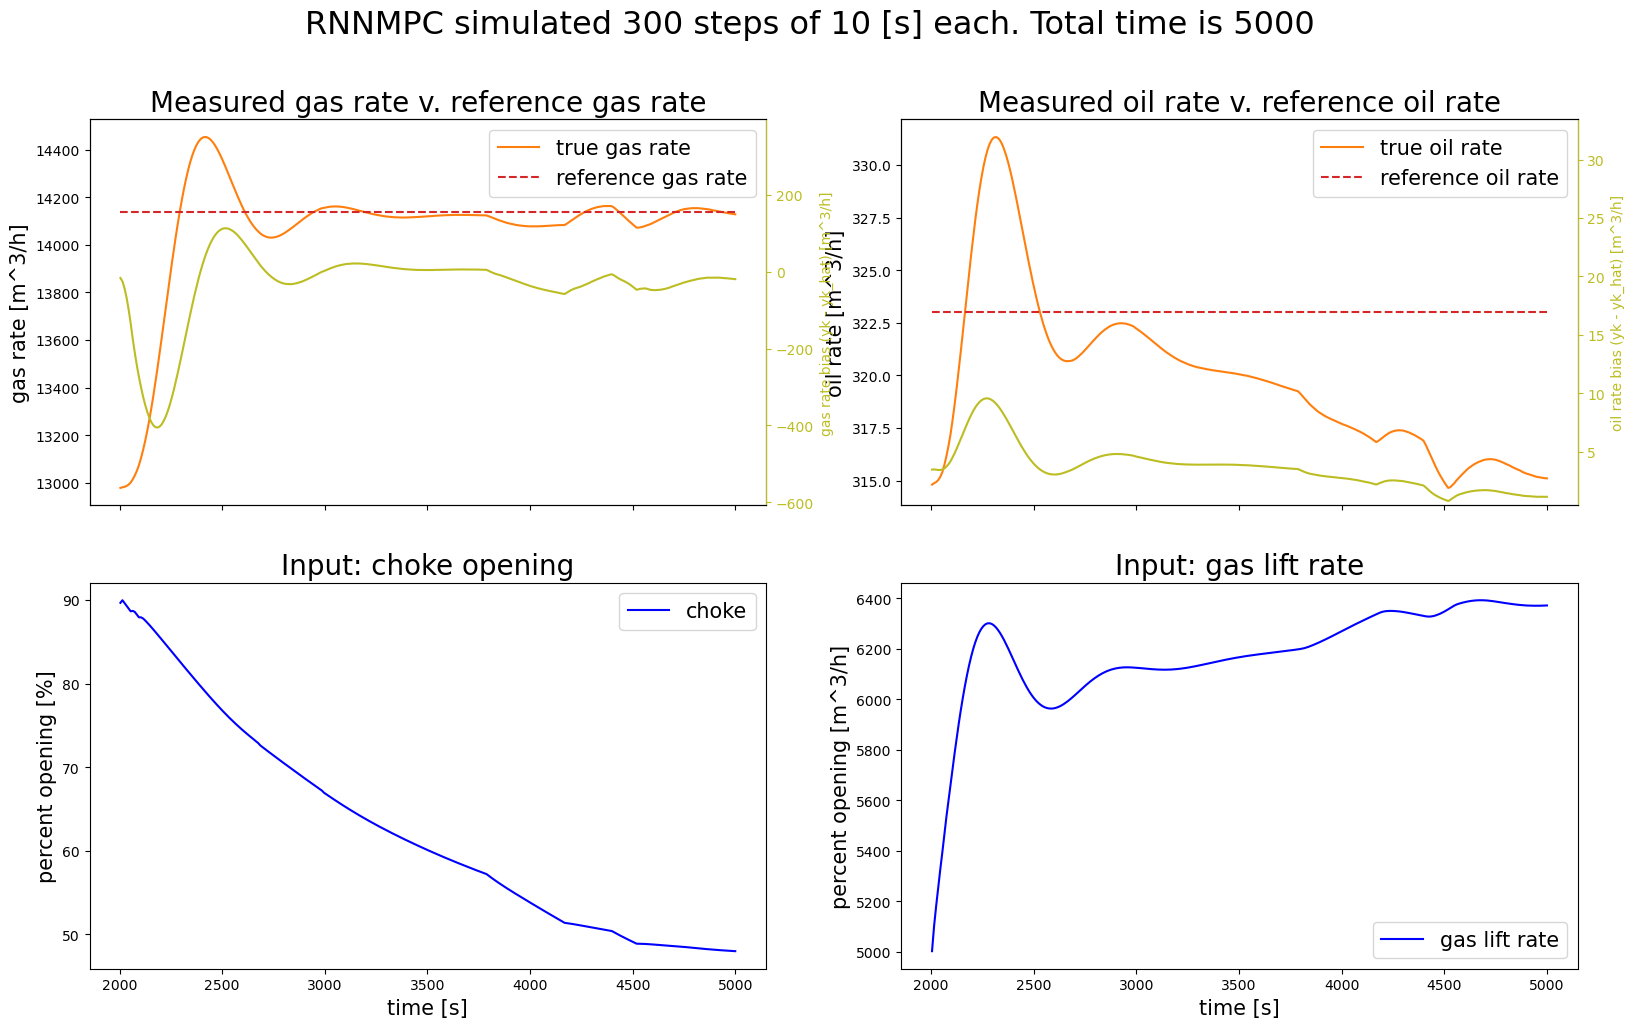 RNNMPC simulated 300 steps of 10 [s] each. Total time is 5000
Measured gas rate v. reference gas rate
gas rate [m^3/h]
14400
14200
14000
13800
13600
13400
13200
13000
true gas rate
reference gas rate
200
0
−200
−400
−600
gas rate bias (yk - yk_hat) [m^3/h]
Measured oil rate v. reference oil rate
oil rate [m^3/h]
330.0
327.5
325.0
322.5
320.0
317.5
315.0
true oil rate
reference oil rate
30
25
20
15
10
5
oil rate bias (yk - yk_hat) [m^3/h]
Input: choke opening
percent opening [%]
90
80
70
60
50
choke
2000 2500 3000 3500 4000 4500 5000
time [s]
Input: gas lift rate
percent opening [m^3/h]
6400
6200
6000
5800
5600
5400
5200
5000
gas lift rate
2000 2500 3000 3500 4000 4500 5000
time [s]